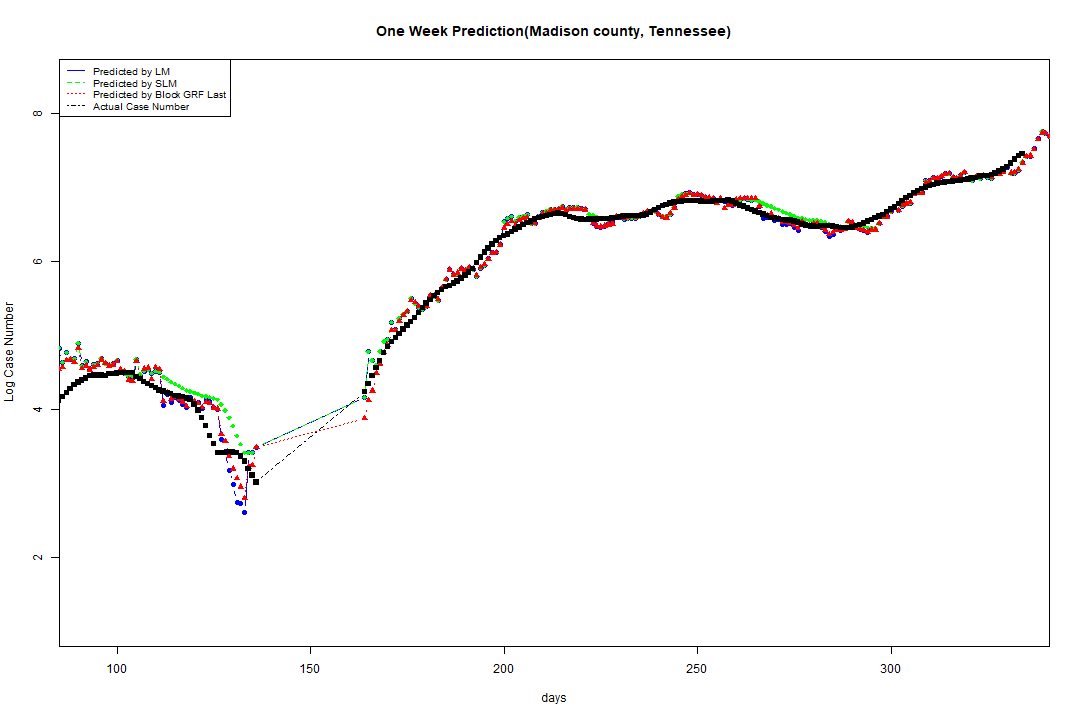 One Week Prediction(Madison county, Tennessee)
Predicted by LM
Predicted by SLM
Predicted by Block GRF Last
Actual Case Number
8
6
4
2
Log Case Number
100 150 200 250 300
days